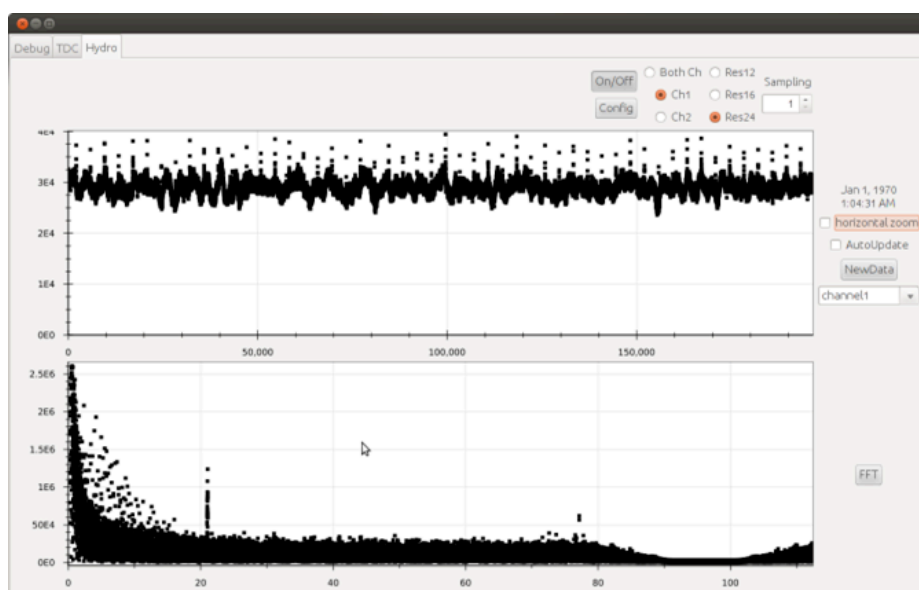 Debug TDC Hydro
On/Off Both Ch Res12 Sampling
Config Ch1 Res16 1
Ch2 Res24
4E4
3E4
2E4
1E4
0E0
0 50,000 100,000 150,000
Jan 1, 1970
1:04:31 AM
horizontal zoom
AutoUpdate
NewData
channel1
2.5E6
2E6
1.5E6
1E6
50E4
0E0
0 20 40 60 80 100
FFT